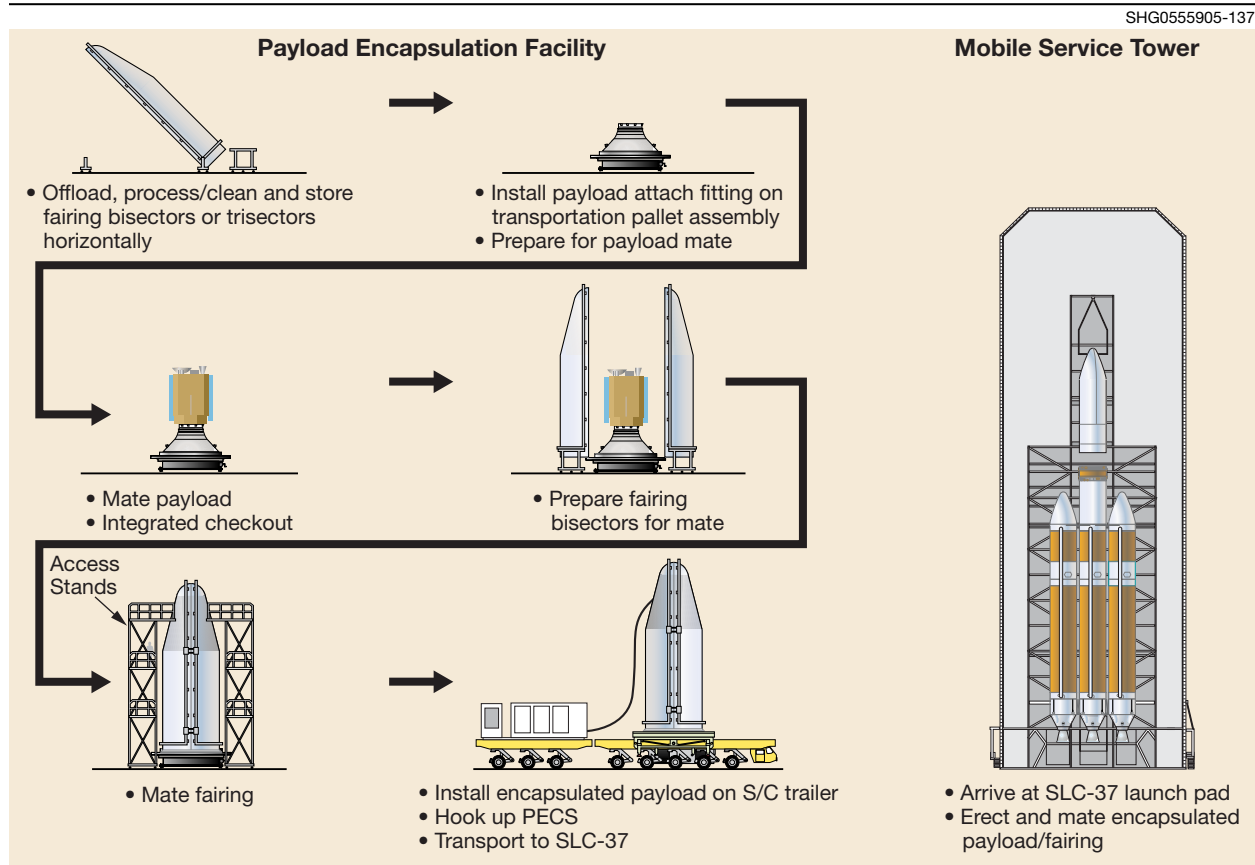 SHG0555905-137
Payload Encapsulation Facility
Mobile Service Tower
• Offload, process/clean and store
fairing bisectors or trisectors
horizontally
• Install payload attach fitting on
transportation pallet assembly
• Prepare for payload mate
• Mate payload
• Integrated checkout
• Prepare fairing
bisectors for mate
Access
Stands
• Mate fairing
• Install encapsulated payload on S/C trailer
• Hook up PECS
• Transport to SLC-37
• Arrive at SLC-37 launch pad
• Erect and mate encapsulated
payload/fairing